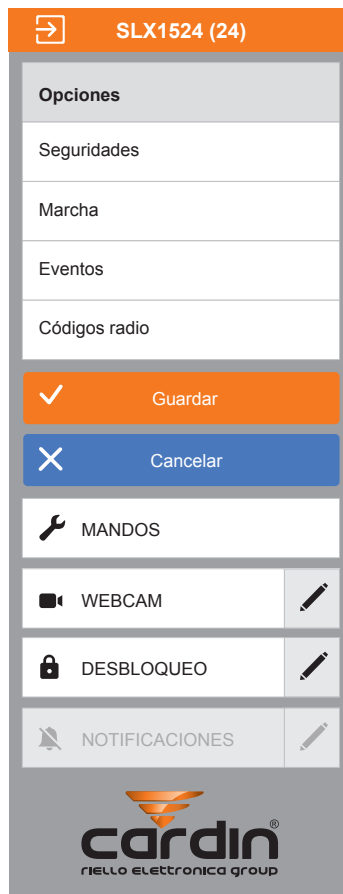 SLX1524 (24)
Opciones
Seguridades
Marcha
Eventos
Códigos radio
Guardar
Cancelar
MANDOS
WEBCAM
DESBLOQUEO
NOTIFICACIONES
cardin®
riello elettronica group